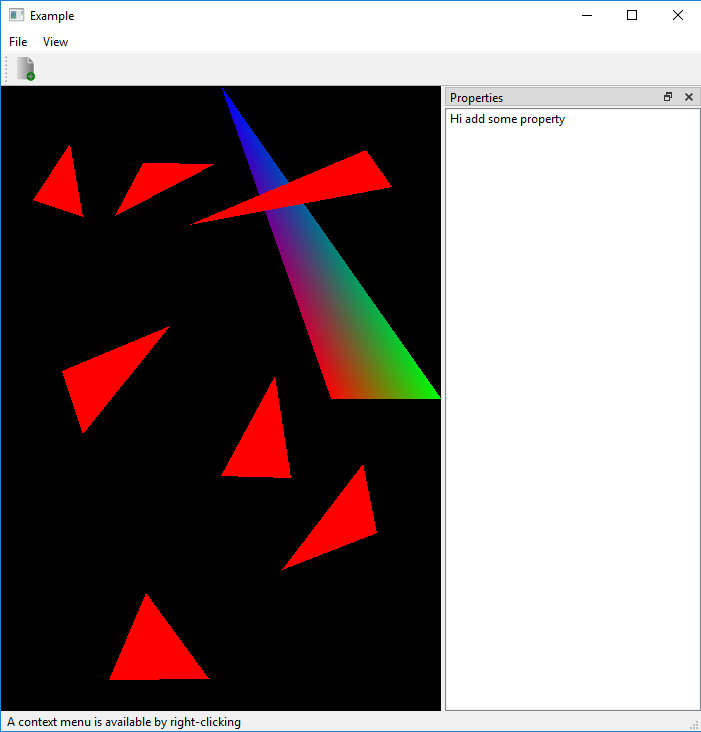 Example
File View
Properties
Hi add some property
A context menu is available by right-clicking